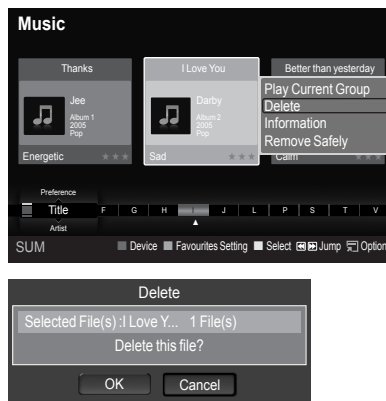 Music
Thanks
I Love You
Better than yesterday
Jee
Album 1
2005
Pop
Darby
Album 2
2005
Pop
Play Current Group
Delete
Information
Remove Safely
Energetic ★★★
Sad ★★★
Calm
Preference
Title
Artist
F G H I J L P S T V
SUM Device Favourites Setting Select Jump Option
Delete
Selected File(s) :I Love Y... 1 File(s)
Delete this file?
OK Cancel